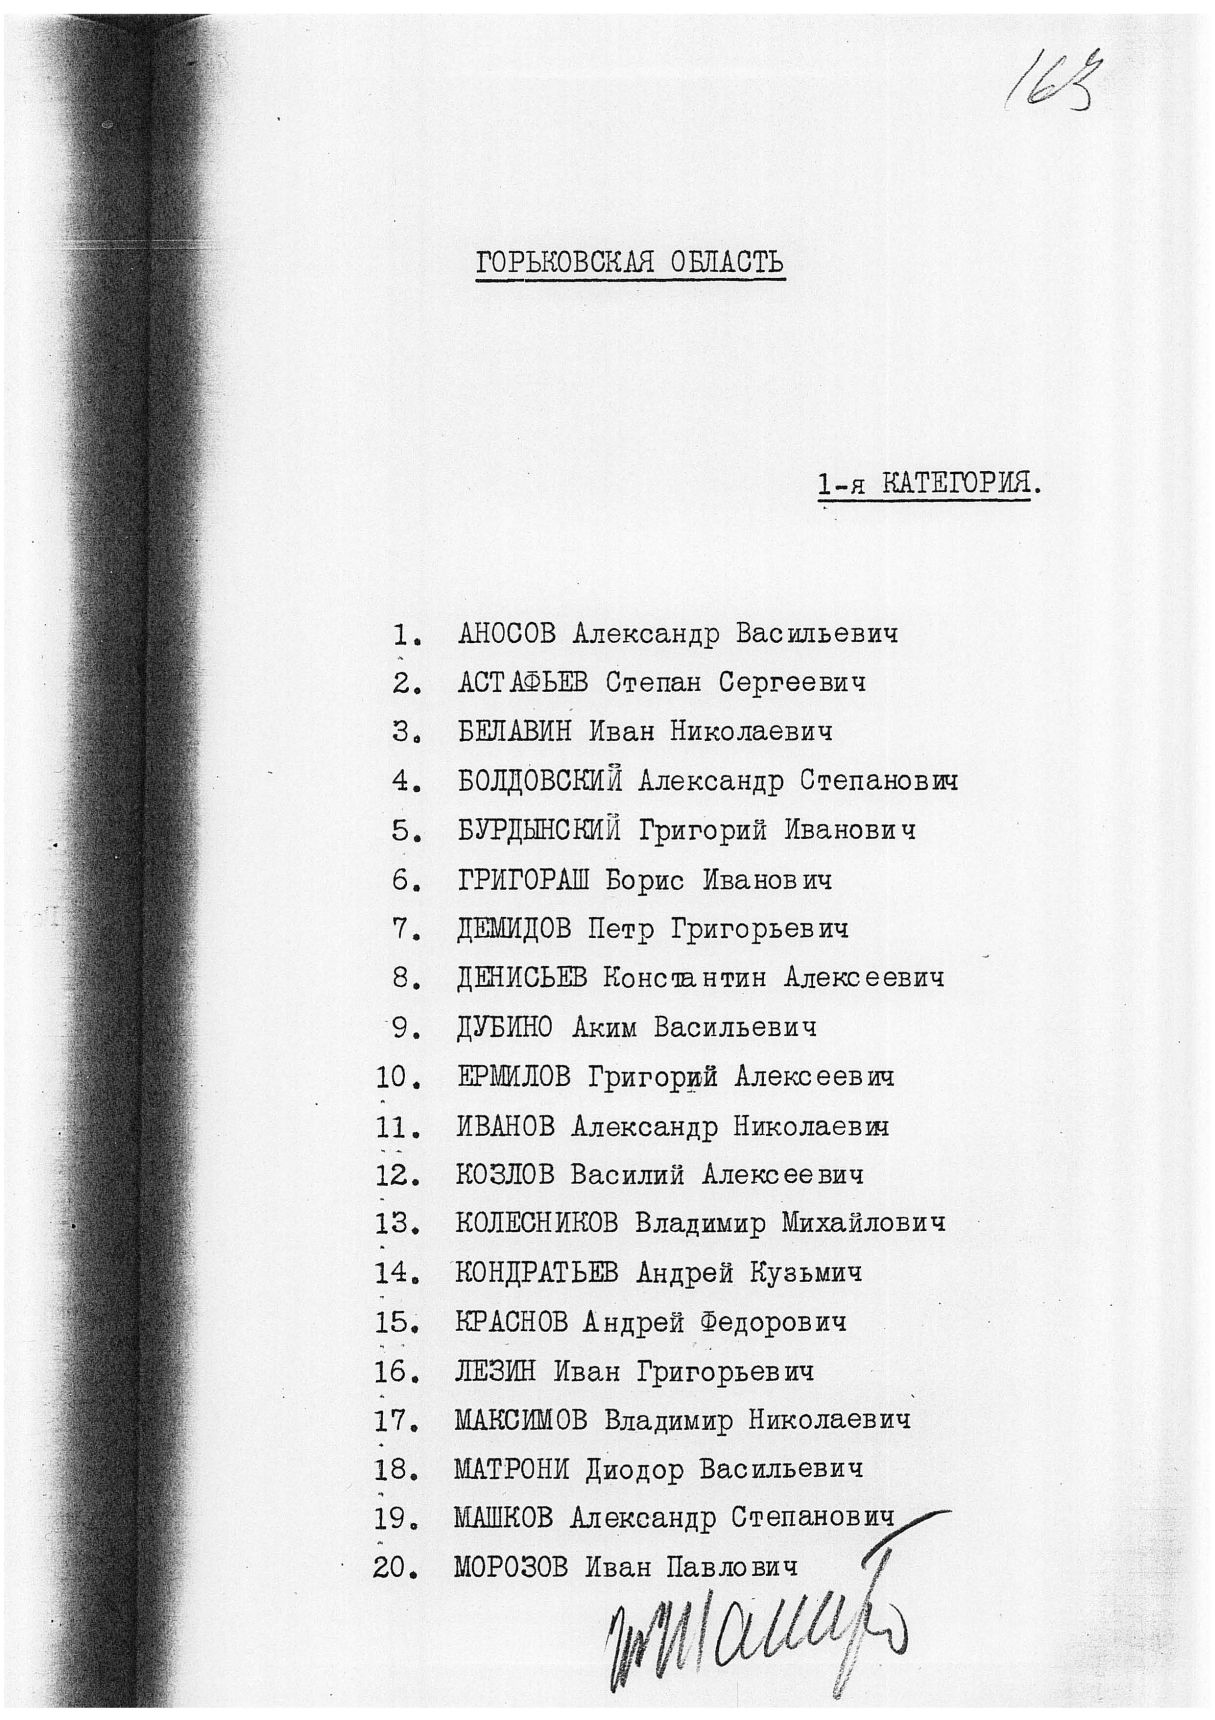 163
ГОРЬКОВСКАЯ ОБЛАСТЬ
1-я КАТЕГОРИЯ.
1. АНОСОВ Александр Васильевич
2. АСТАФЬЕВ Степан Сергеевич
3. БЕЛАВИН Иван Николаевич
4. БОЛДОВСКИЙ Александр Степанович
5. БУРДЫНСКИЙ Григорий Иванович
6. ГРИГОРАШ Борис Иванович
7. ДЕМИДОВ Петр Григорьевич
8. ДЕНИСЬЕВ Константин Алексеевич
9. ДУБИНО Аким Васильевич
10. ЕРМИЛОВ Григорий Алексеевич
11. ИВАНОВ Александр Николаевич
12. КОЗЛОВ Василий Алексеевич
13. КОЛЕСНИКОВ Владимир Михайлович
14. КОНДРАТЬЕВ Андрей Кузьмич
15. КРАСНОВ Андрей Федорович
16. ЛЕЗИН Иван Григорьевич
17. МАКСИМОВ Владимир Николаевич
18. МАТРОНИ Диодор Васильевич
19. МАШКОВ Александр Степанович
20. МОРОЗОВ Иван Павлович